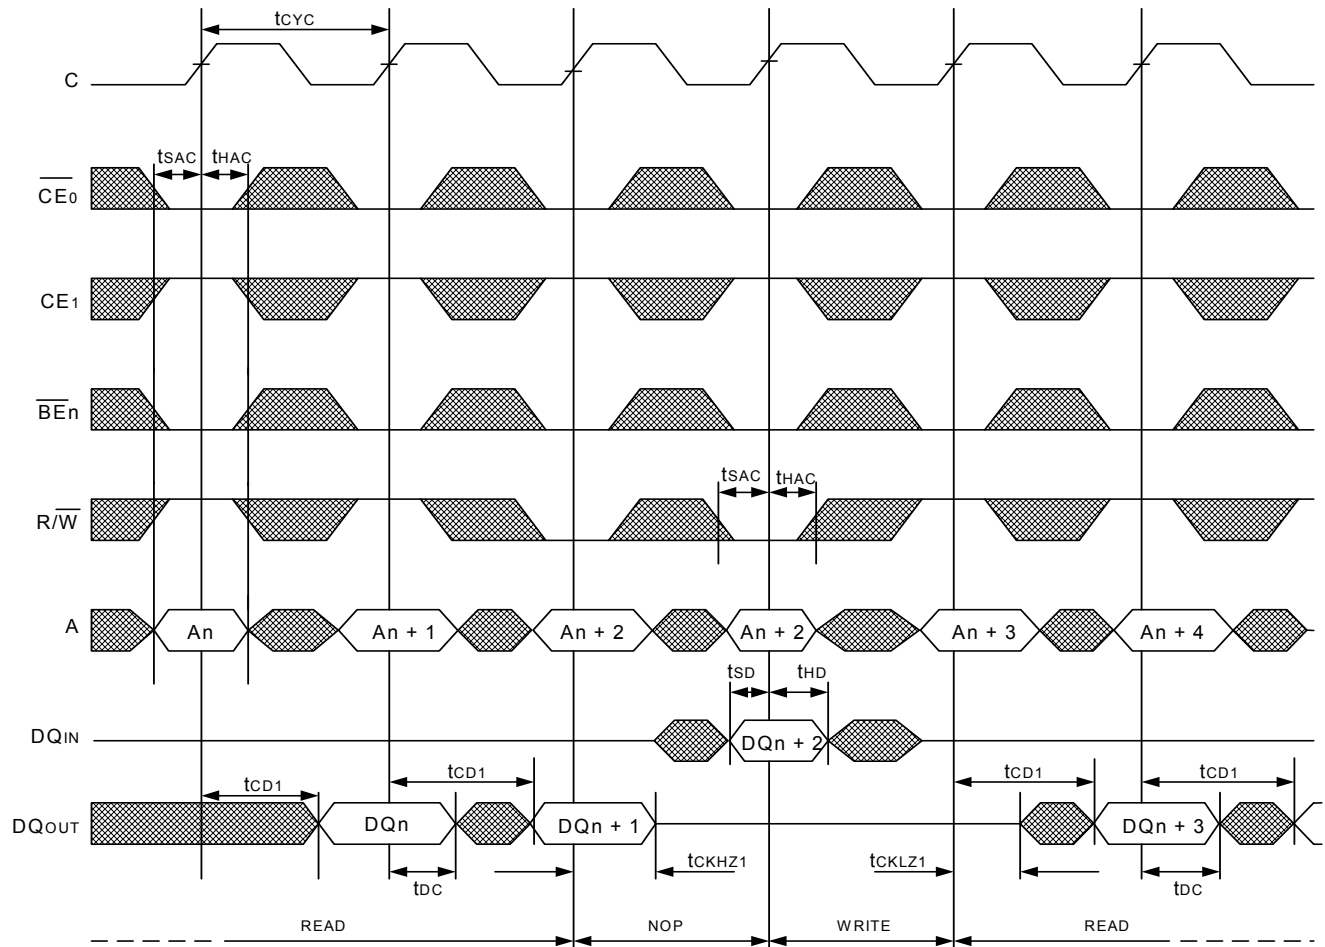 tCYC
C
tSAC tHAC
CE0
CE1
BEn
tSAC tHAC
R/W
A An An + 1 An + 2 An + 2 An + 3 An + 4
tSD tHD
DQIN DQn + 2
tCD1 tCD1 tCD1 tCD1
DQOUT DQn DQn + 1 DQn + 3
tDC tCKHZ1 tCKLZ1 tDC
READ NOP WRITE READ